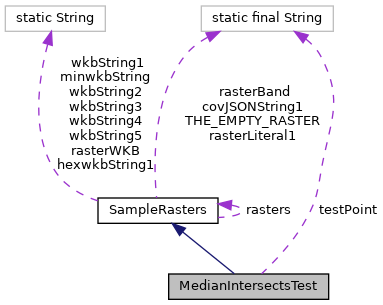 static String
static final String
wkbString1
minwkbString
wkbString2
wkbString3
wkbString4
wkbString5
rasterWKB
hexwkbString1
rasterBand
covJSONString1
THE_EMPTY_RASTER
rasterLiteral1
SampleRasters
rasters
testPoint
MedianIntersectsTest